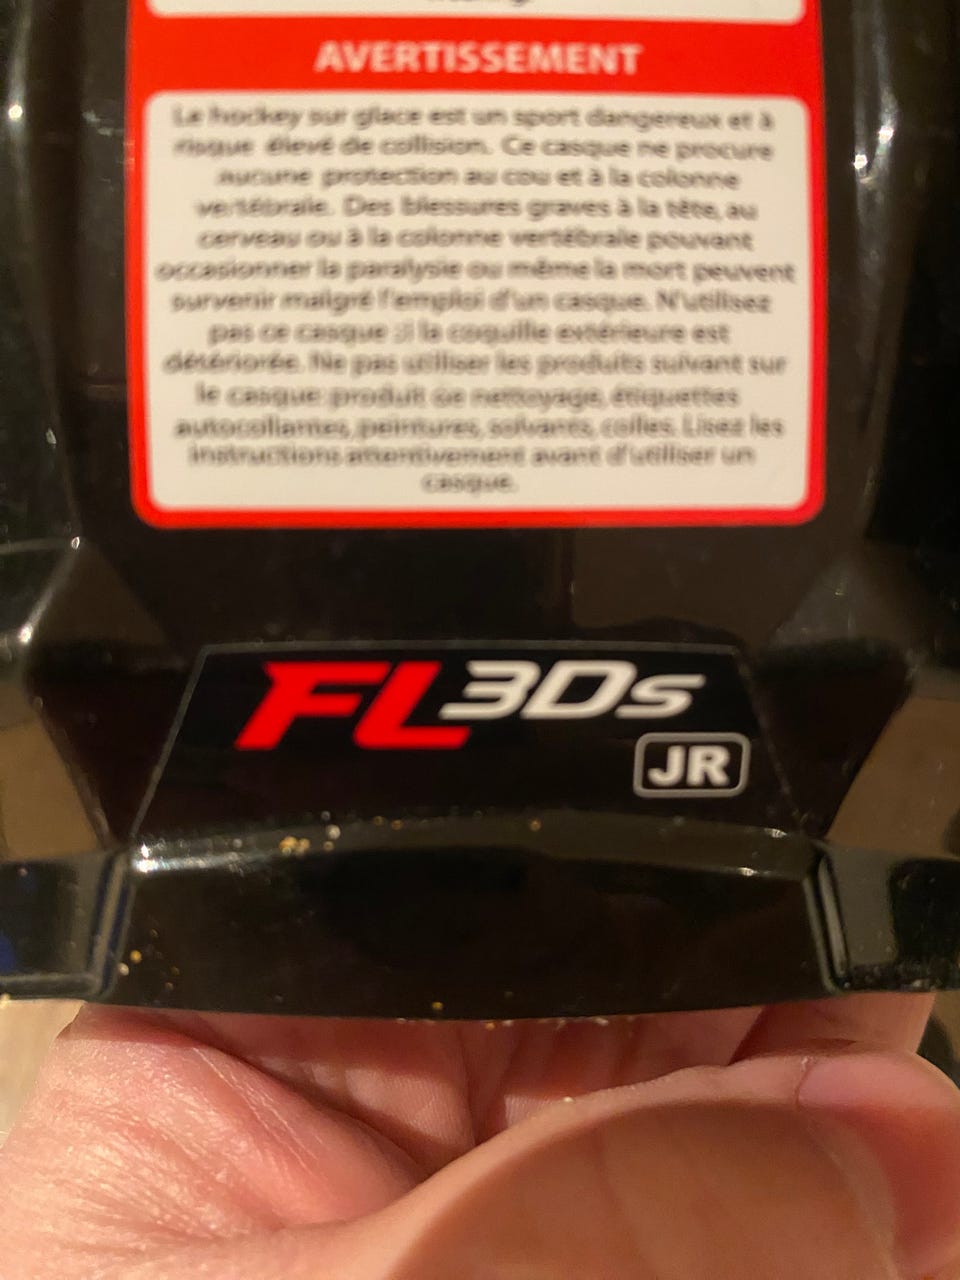 AVERTISSEMENT
Le hockey sur glace est un sport dangereux et à
risque élevé de collision. Ce casque ne procure
aucune protection au cou et à la colonne
vertébrale. Des blessures graves à la tête, au
cerveau ou à la colonne vertébrale pouvant
occasionner la paralysie ou même la mort peuvent
survenir malgré l'emploi d'un casque. N'utilisez
pas ce casque si la coquille extérieure est
détériorée. Ne pas utiliser les produits suivant sur
le casque: produit de nettoyage, étiquettes
autocollantes, peintures, solvants, colles. Lisez les
instructions attentivement avant d'utiliser un
casque.
FL3Ds
JR